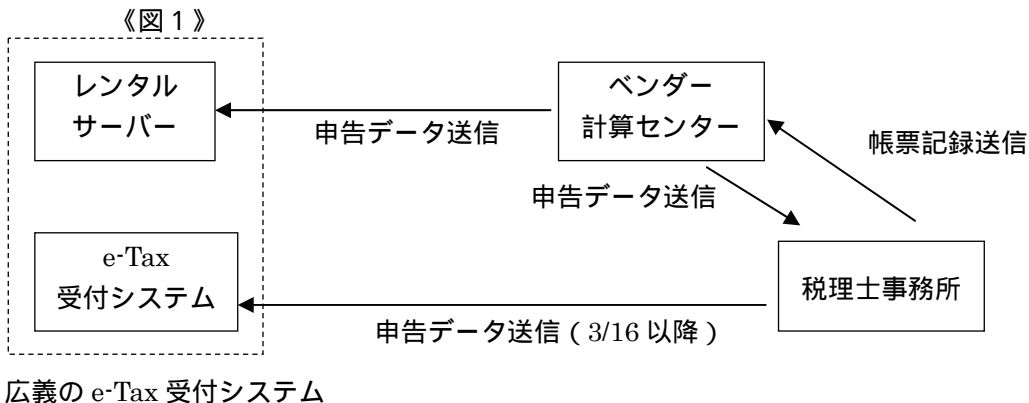 《図1》
レンタル
サーバー
ベンダー
計算センター
申告データ送信
帳票記録送信
申告データ送信
e-Tax
受付システム
税理士事務所
申告データ送信(3/16 以降)
広義の e-Tax 受付システム